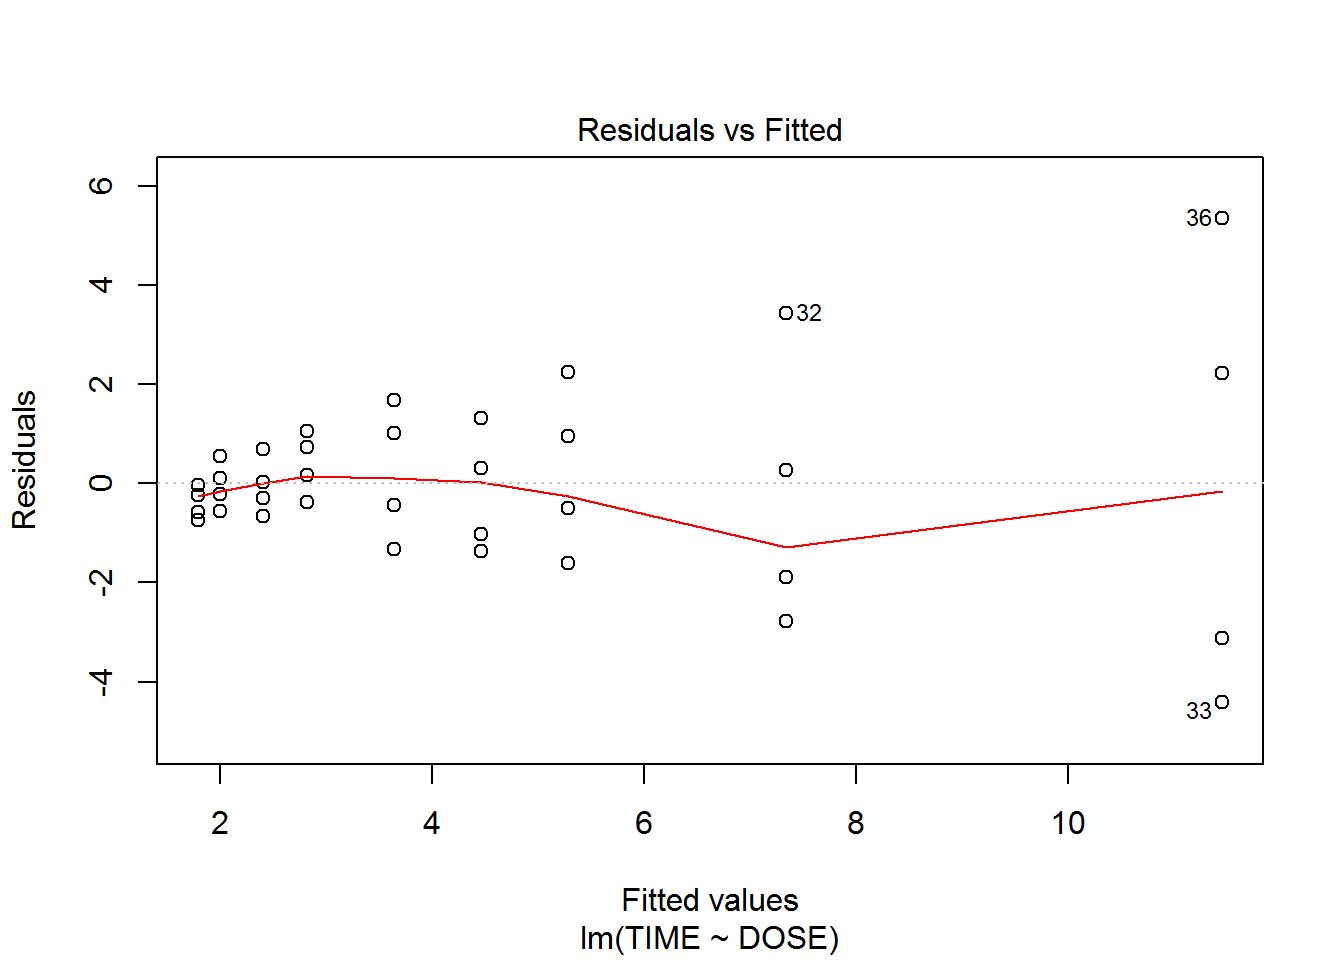 Residuals vs Fitted
Residuals
6
4
2
0
-2
-4
36
32
33
2 4 6 8 10
Fitted values
lm(TIME ~ DOSE)